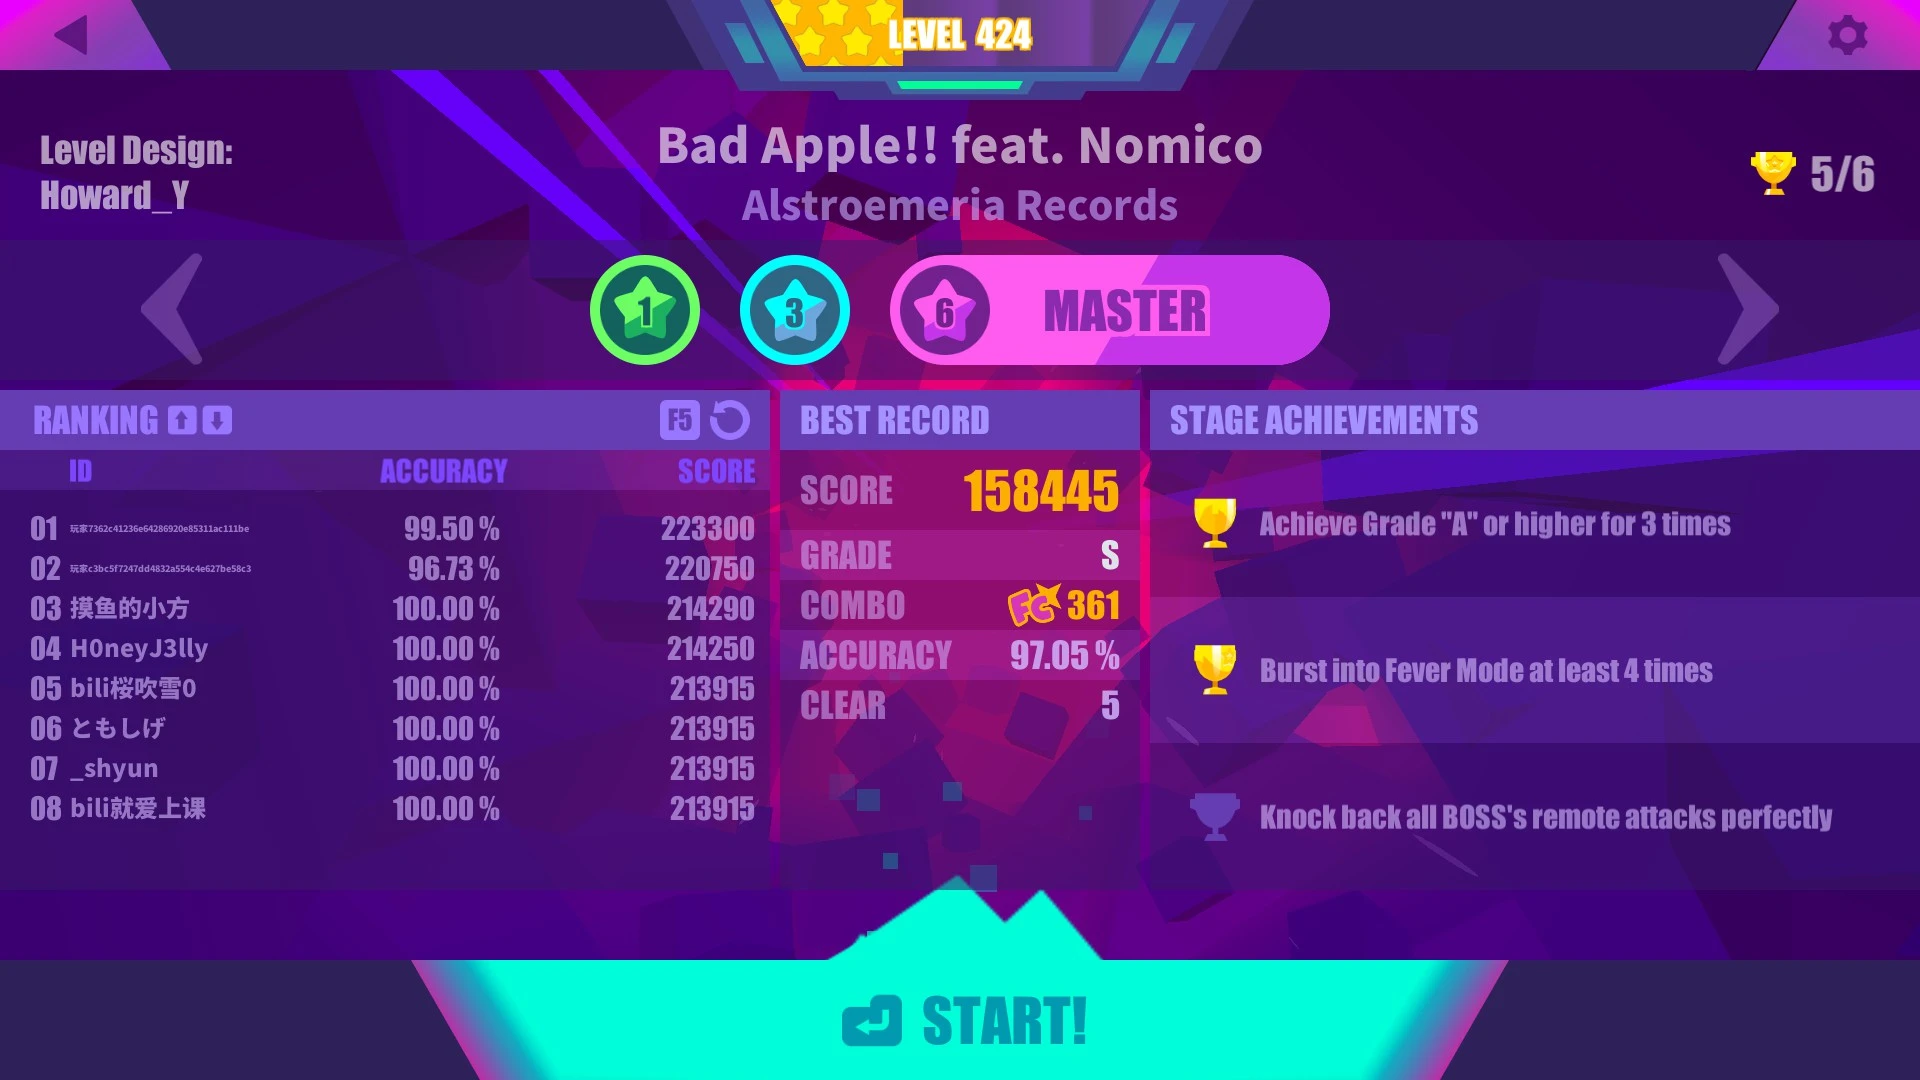 LEVEL 424
Level Design:
Howard_Y
Bad Apple!! feat. Nomico
Alstroemeria Records
5/6
1
3
6
MASTER
RANKING
F5
ID ACCURACY SCORE
01 玩家7362c41236e64286920e85311ac111be 99.50 % 223300
02 玩家c3bc5f7247dd4832a554c4e627be58c3 96.73 % 220750
03 摸鱼的小方 100.00 % 214290
04 H0neyJ3lly 100.00 % 214250
05 bili桜吹雪0 100.00 % 213915
06 ともしげ 100.00 % 213915
07 _shyun 100.00 % 213915
08 bili就爱上课 100.00 % 213915
BEST RECORD
SCORE 158445
GRADE S
COMBO FC 361
ACCURACY 97.05 %
CLEAR 5
STAGE ACHIEVEMENTS
Achieve Grade "A" or higher for 3 times
Burst into Fever Mode at least 4 times
Knock back all BOSS's remote attacks perfectly
START!